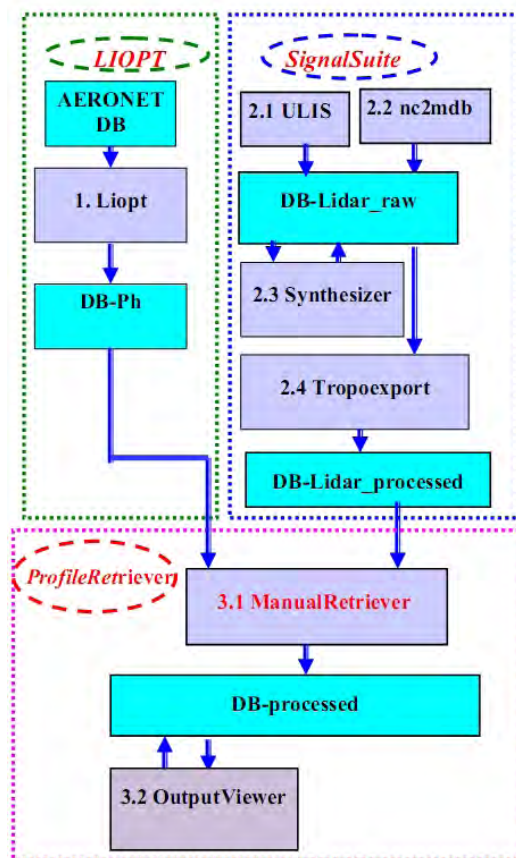 LIOPT
AERONET
DB
1. Liopt
DB-Ph
SignalSuite
2.1 ULIS
2.2 nc2mdb
DB-Lidar_raw
2.3 Synthesizer
2.4 Tropoexport
DB-Lidar_processed
ProfileRetriever
3.1 ManualRetriever
DB-processed
3.2 OutputViewer